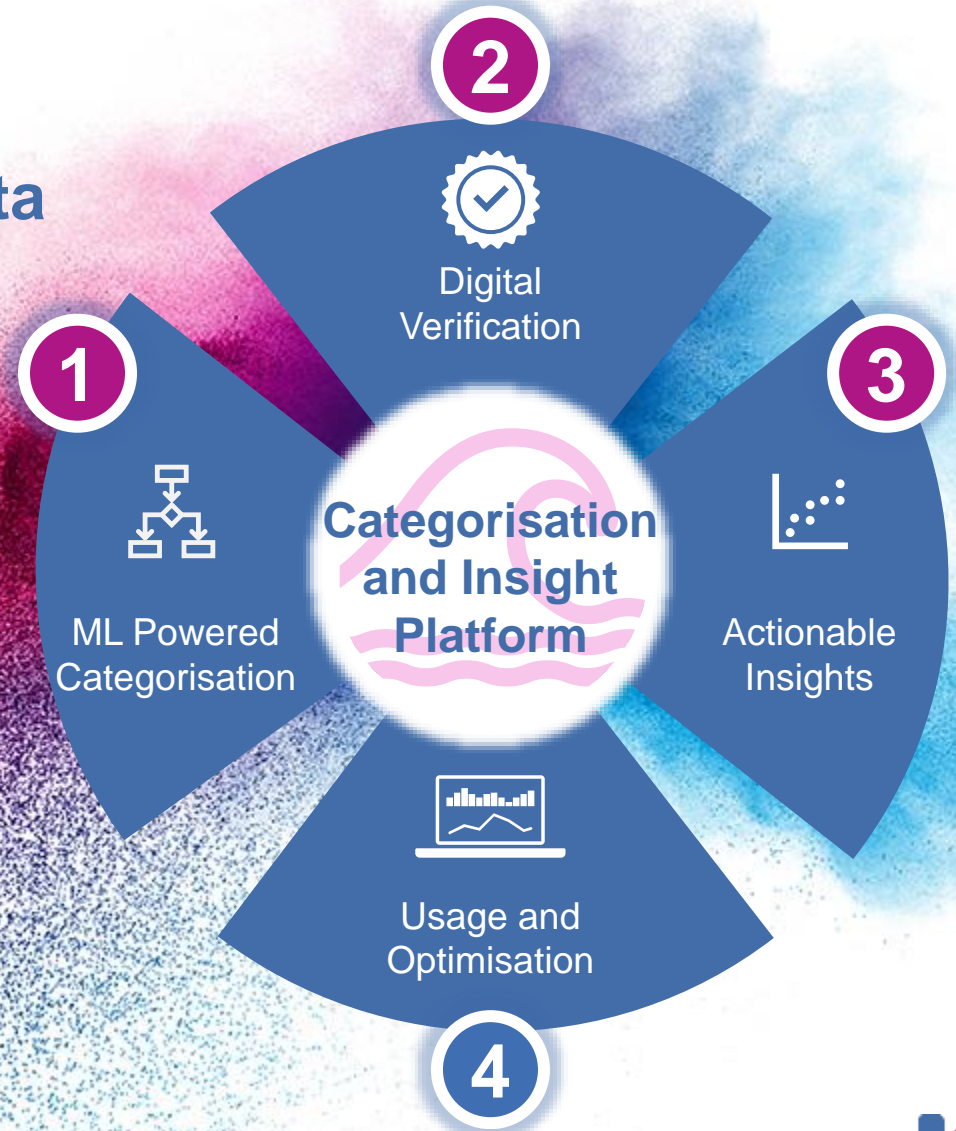 ta
2
Digital
Verification
1
ML Powered
Categorisation
3
Actionable
Insights
Categorisation
and Insight
Platform
Usage and
Optimisation
4